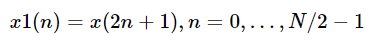 x1(n) = x(2n + 1), n = 0, . . . , N/2 − 1